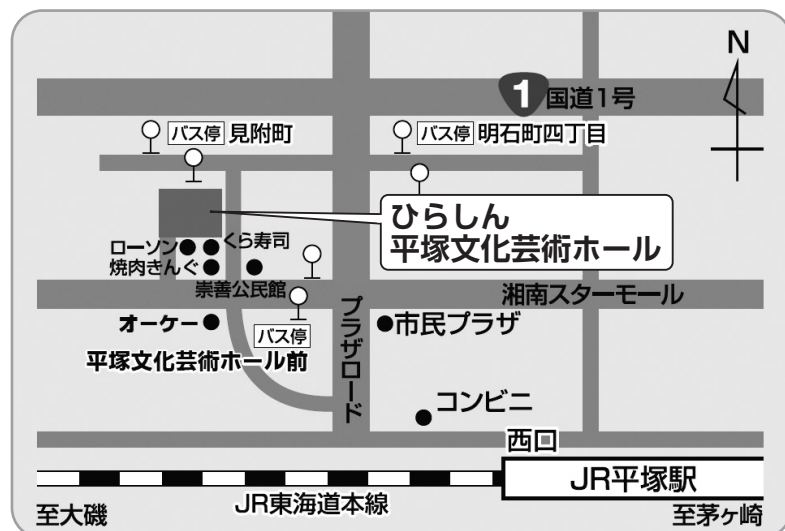 N
1 国道1号
バス停 見附町
バス停 明石町四丁目
ひらしん
平塚文化芸術ホール
ローソン
くら寿司
焼肉きんぐ
崇善公民館
湘南スターモール
オーケー
バス停
平塚文化芸術ホール前
プラザロード
市民プラザ
コンビニ
西口
JR平塚駅
JR東海道本線
至大磯
至茅ヶ崎